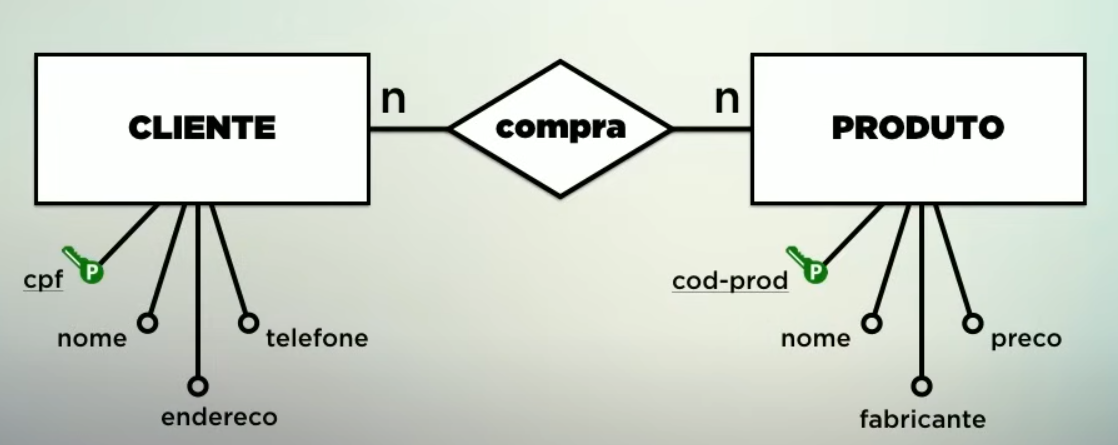 n
n
CLIENTE
compra
PRODUTO
cpf
P
cod-prod
P
nome
telefone
nome
preco
endereco
fabricante